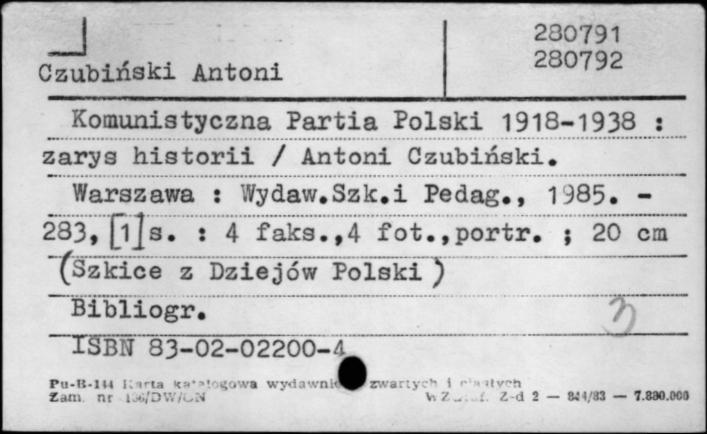 280791
280792
Czubiński Antoni
Komunistyczna Partia Polski 1918-1938 :
zarys historii / Antoni Czubiński.
Warszawa : Wydaw.Szk.i Pedag., 1985. -
283,[1]s. : 4 faks.,4 fot.,portr. ; 20 cm
(Szkice z Dziejów Polski)
Bibliogr.
3
ISBN 83-02-02200-4
Pu-B-144 Karta katalogowa wydawnictw zwartych i ciągłych
Zam. nr Z-d 2 — 844/83 — 7.830.000